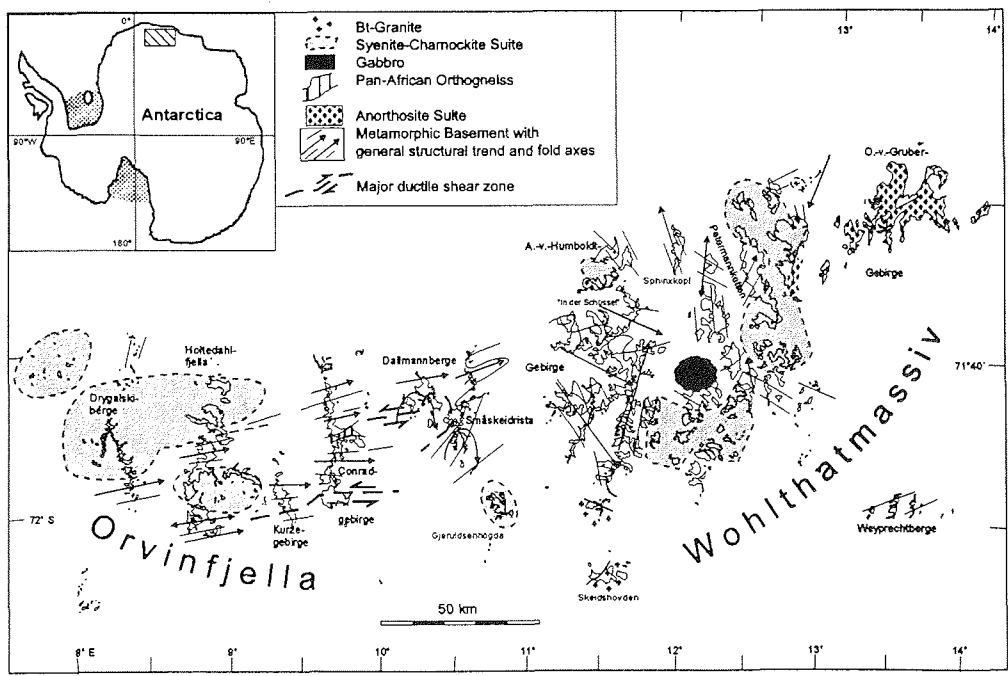 0°
Antarctica
90°W
90°E
180°
Bt-Granite
Syenite-Charnockite Suite
Gabbro
Pan-African Orthogneiss
Anorthosite Suite
Metamorphic Basement with
general structural trend and fold axes
Major ductile shear zone
13°
14°
O.-v.-Gruber-
Gebirge
A.-v.-Humboldt-
Sphinxkopf
Petermannketten
"In der Schüssel"
Gebirge
71°40'
Holtedahl-
fjella
Drygalski-
berge
Dallmannberge
Småskeidrista
Conrad-
gebirge
Kurze-
gebirge
Gjeruldsenhögda
Weyprechtberge
Skeidshovden
72° S
Orvinfjella
Wohlthatmassiv
50 km
8° E
9°
10°
11°
12°
13°
14°